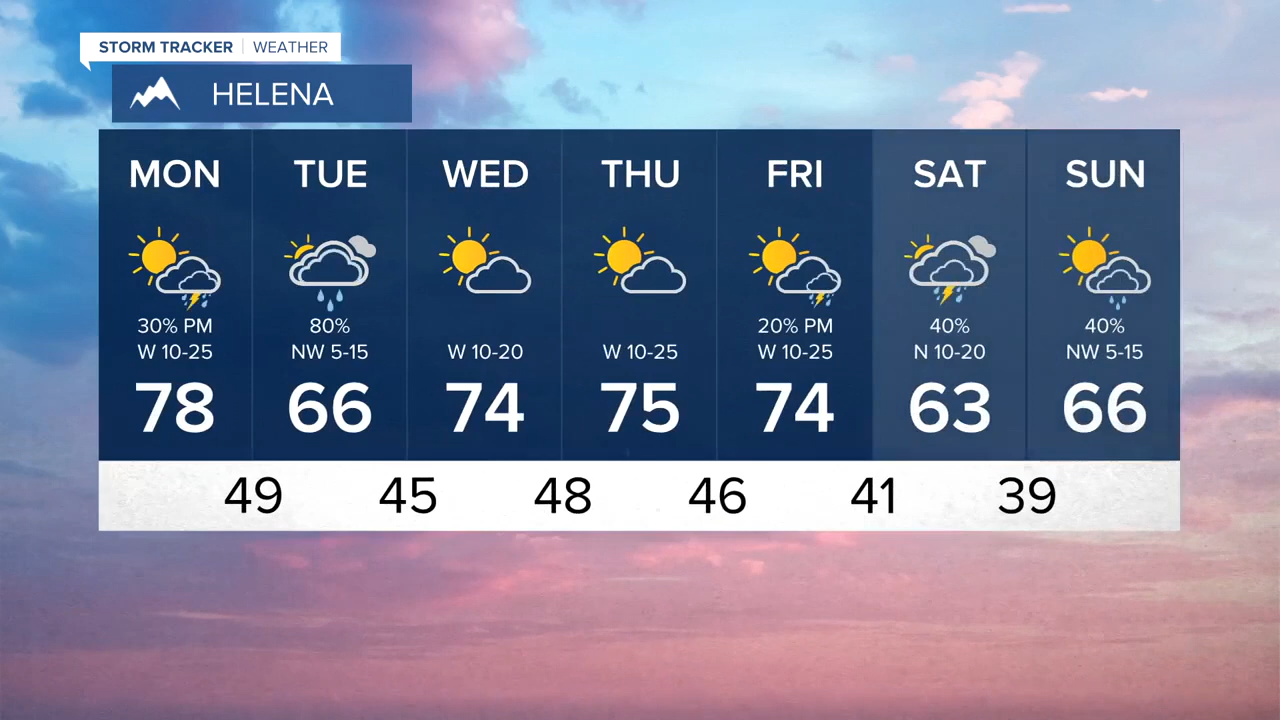 STORM TRACKER | WEATHER
HELENA
MON TUE WED THU FRI SAT SUN
30% PM 80% 20% PM 40% 40%
W 10-25 NW 5-15 W 10-20 W 10-25 W 10-25 N 10-20 NW 5-15
78 66 74 75 74 63 66
49 45 48 46 41 39